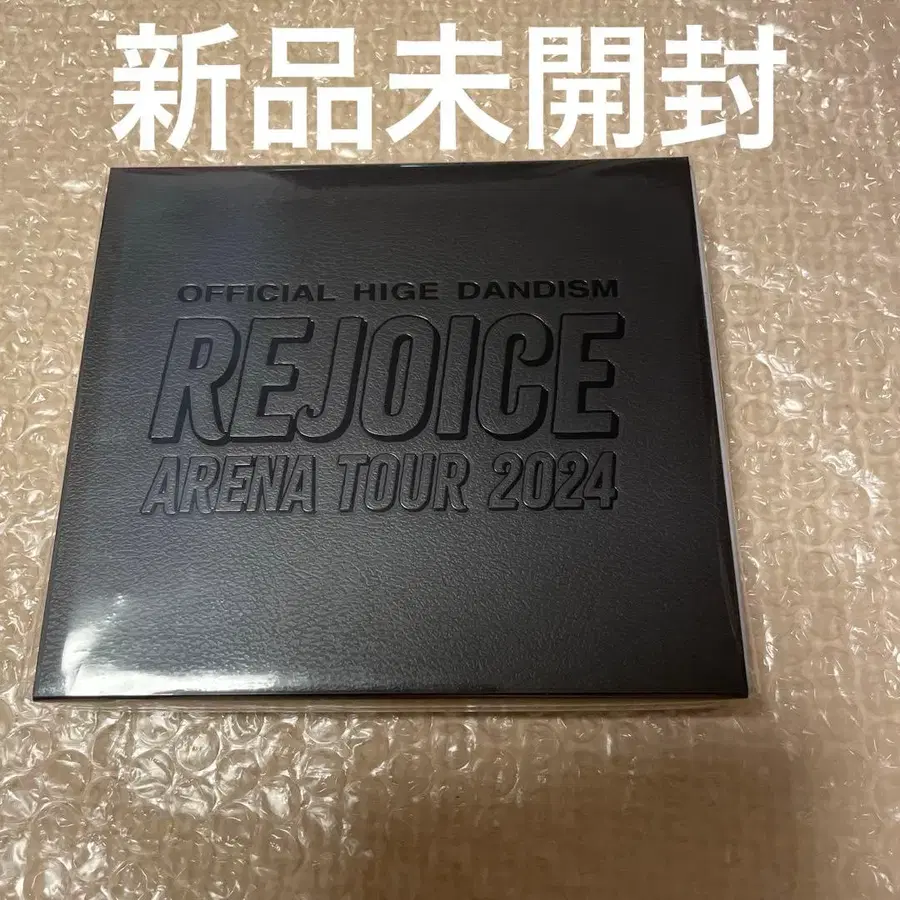 新品未開封
OFFICIAL HIGE DANDISM
REJOICE
ARENA TOUR 2024